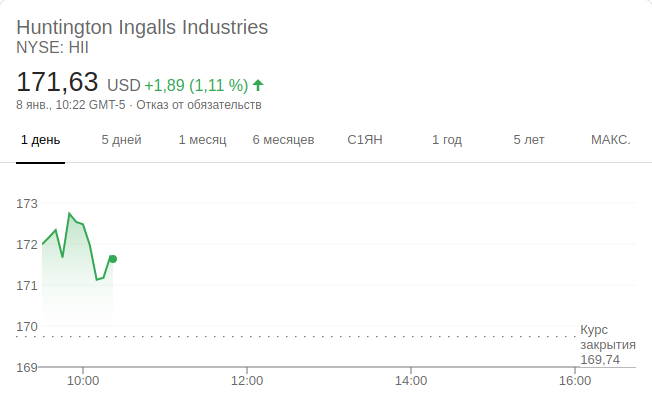 Huntington Ingalls Industries
NYSE: HII
171,63 USD +1,89 (1,11 %)
8 янв., 10:22 GMT-5 · Отказ от обязательств
1 день 5 дней 1 месяц 6 месяцев С1ЯН 1 год 5 лет МАКС.
173
172
171
170
Курс
закрытия
169,74
169
10:00 12:00 14:00 16:00